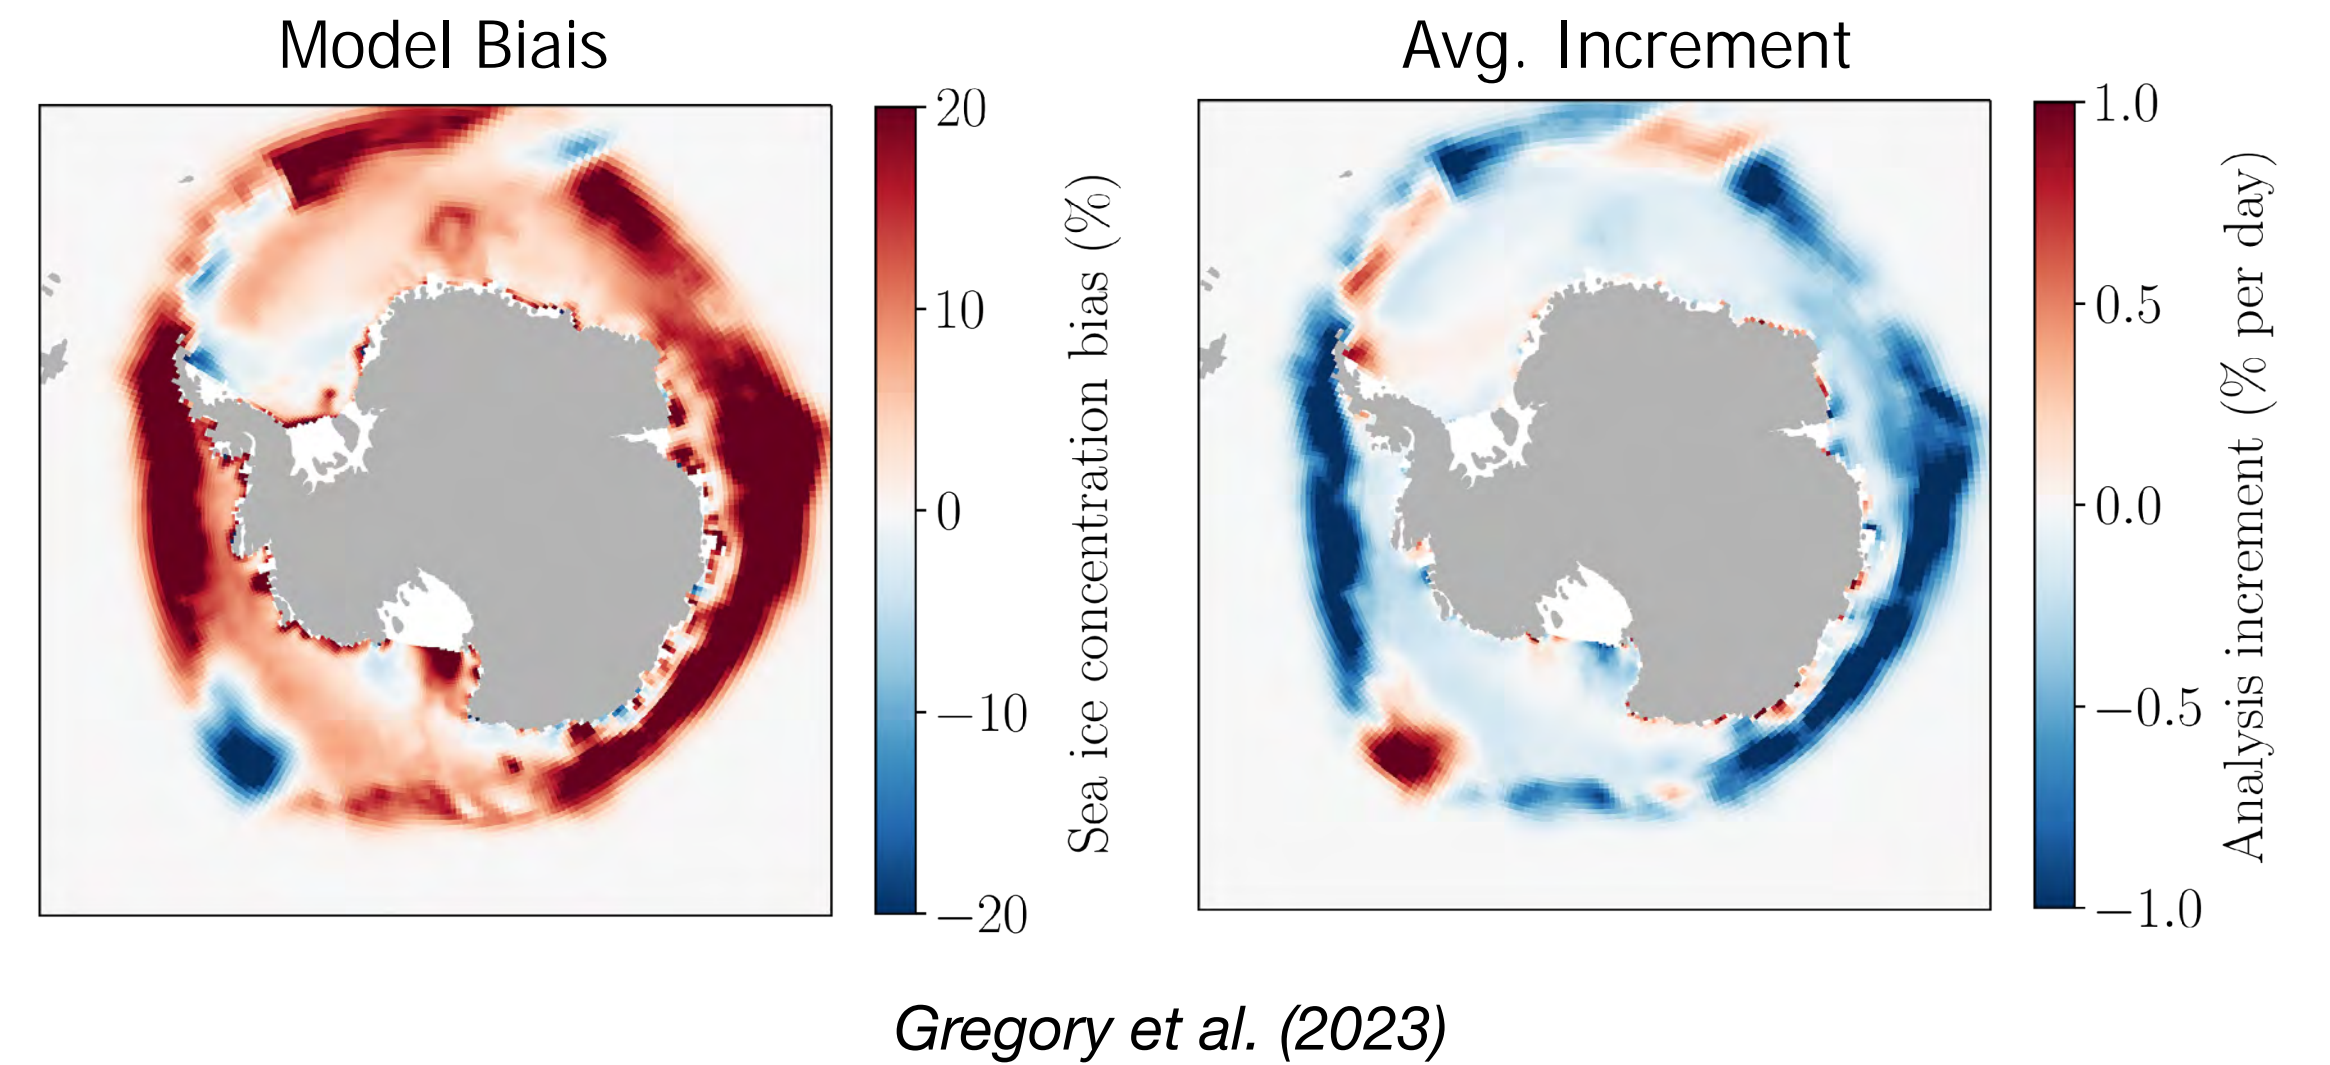 Model Biais
Avg. Increment
20
10
0
−10
−20
Sea ice concentration bias (%)
1.0
0.5
0.0
−0.5
−1.0
Analysis increment (% per day)
Gregory et al. (2023)